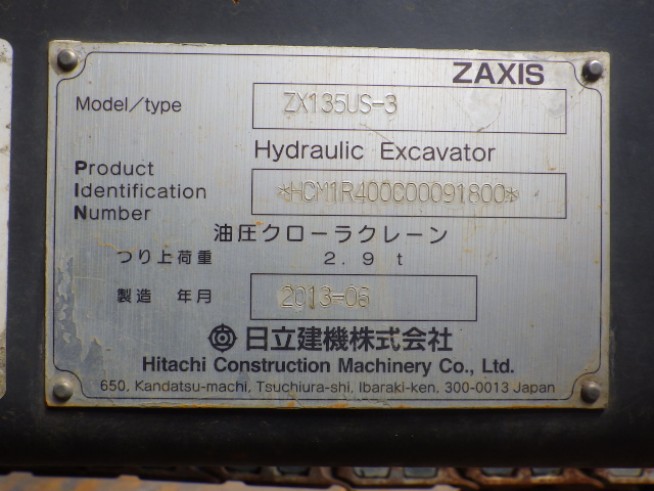 ZAXIS
Model/type ZX135US-3
Hydraulic Excavator
Product
Identification *HCM1R400C00091800*
Number
油圧クローラクレーン
つり上荷重 2.9 t
製造 年月 2013-06
日立建機株式会社
Hitachi Construction Machinery Co., Ltd.
650, Kandatsu-machi, Tsuchiura-shi, Ibaraki-ken, 300-0013 Japan